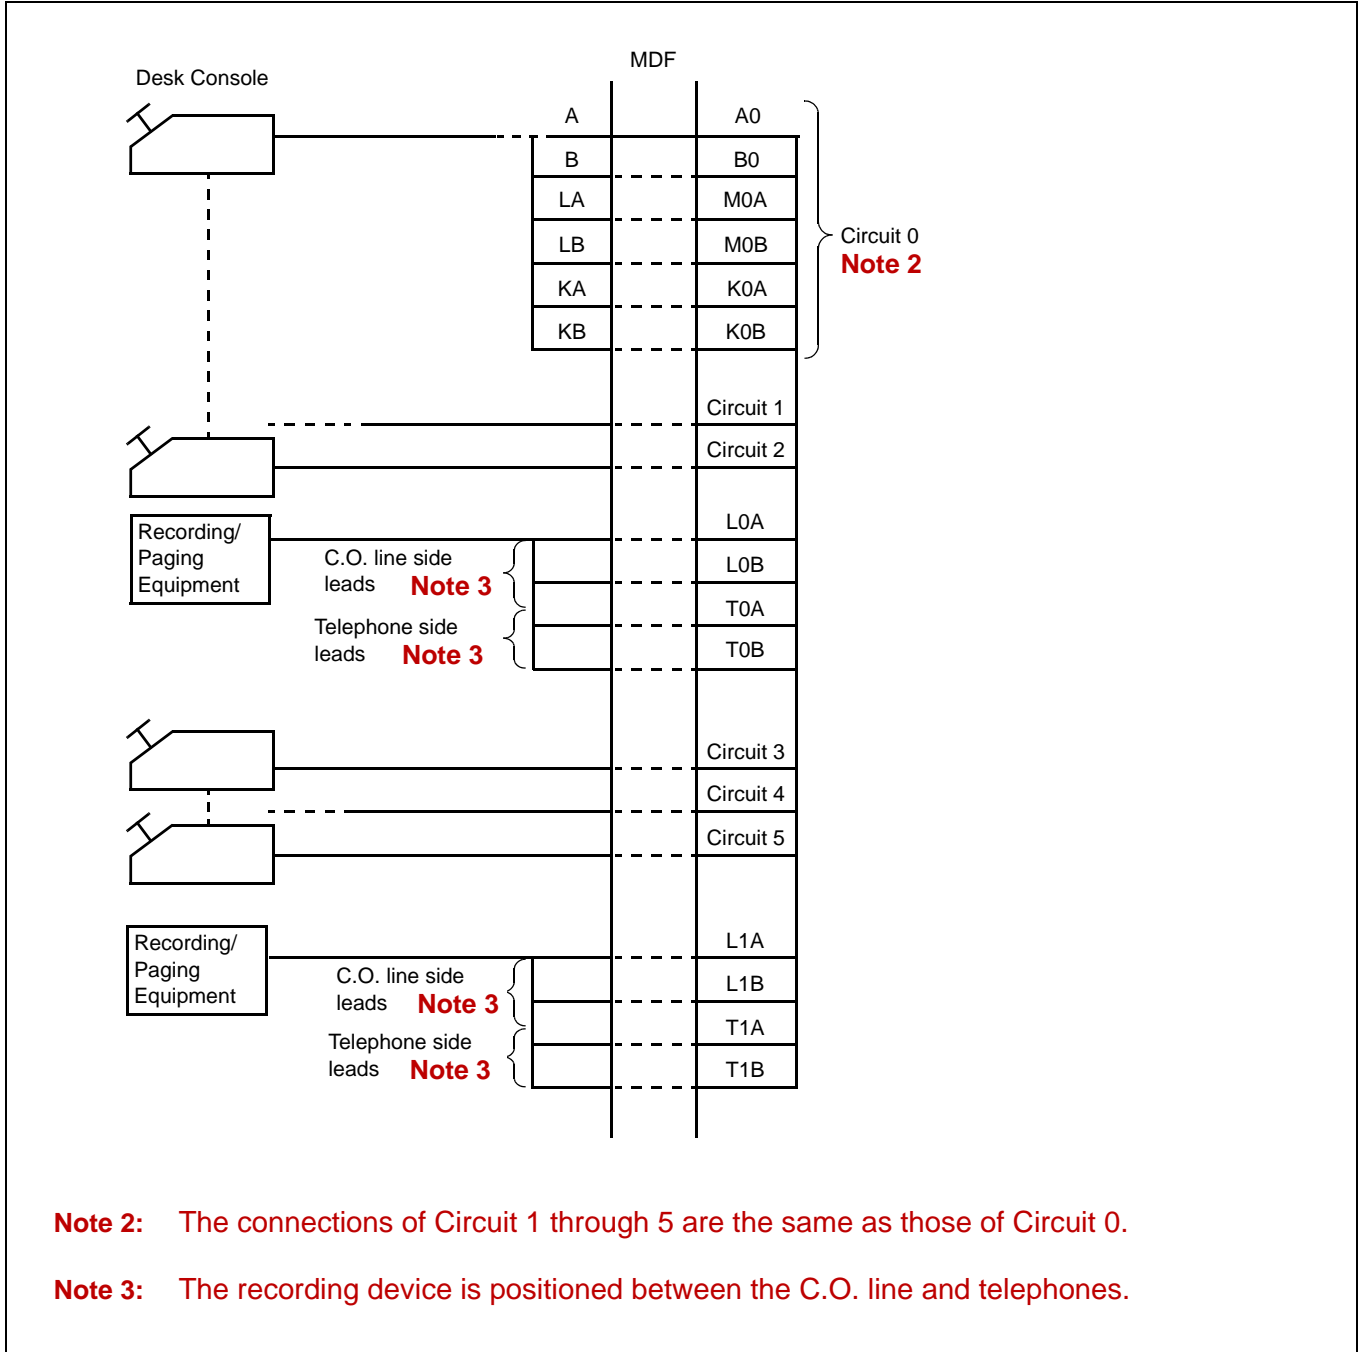 MDF
Desk Console
A A0
B B0
LA M0A
LB M0B
KA K0A
KB K0B
Circuit 0
Note 2
Circuit 1
Circuit 2
Recording/
Paging
Equipment
C.O. line side
leads Note 3
Telephone side
leads Note 3
L0A
L0B
T0A
T0B
Circuit 3
Circuit 4
Circuit 5
Recording/
Paging
Equipment
C.O. line side
leads Note 3
Telephone side
leads Note 3
L1A
L1B
T1A
T1B
Note 2: The connections of Circuit 1 through 5 are the same as those of Circuit 0.
Note 3: The recording device is positioned between the C.O. line and telephones.